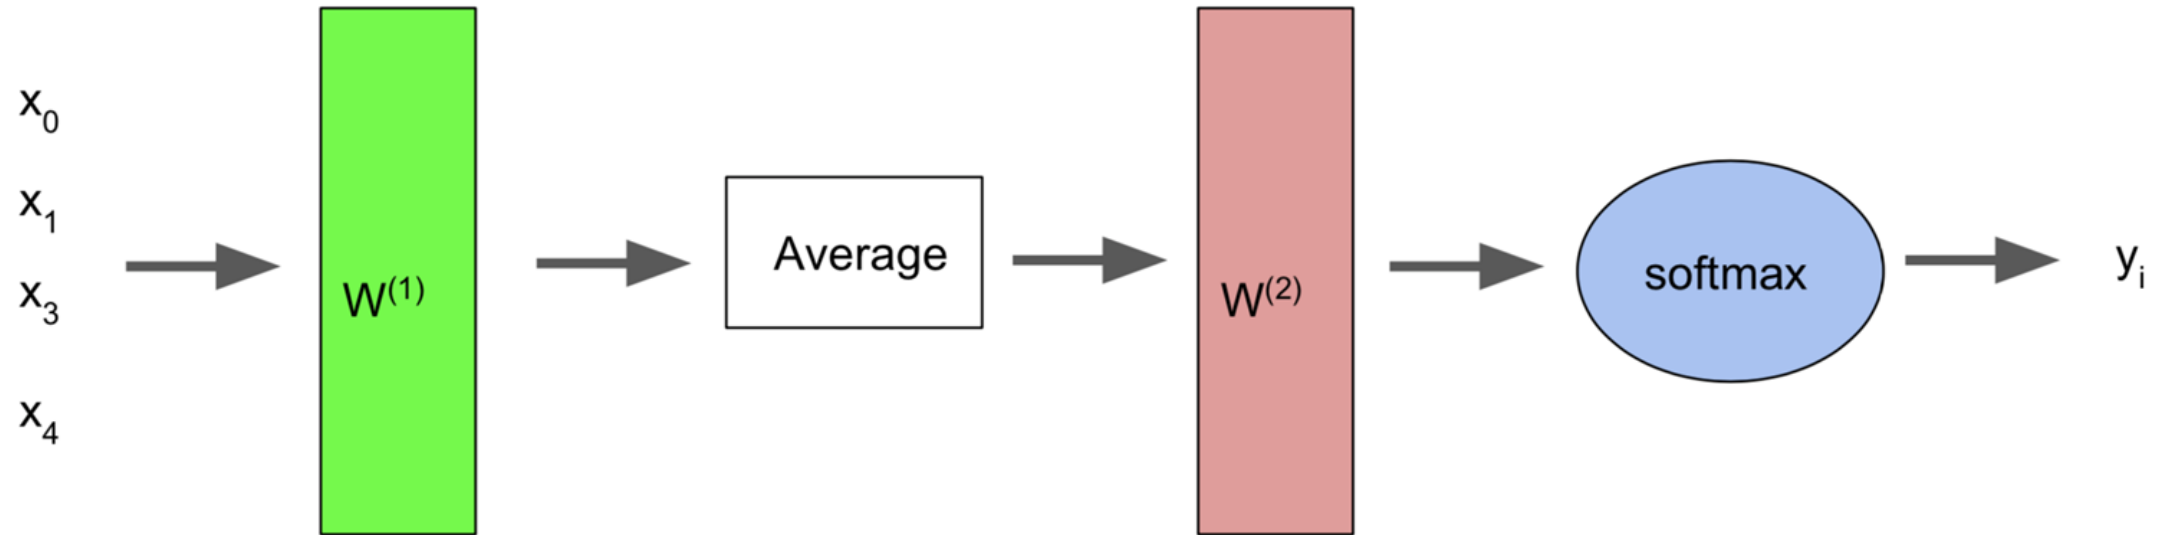 x₀
x₁
x₃
x₄
W⁽¹⁾
Average
W⁽²⁾
softmax
yᵢ